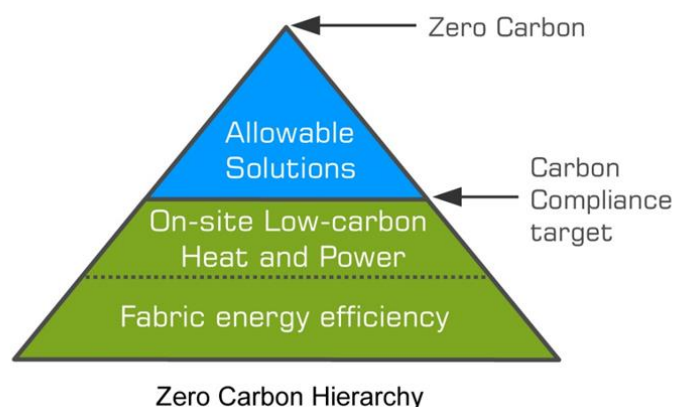 Zero Carbon
Allowable
Solutions
Carbon
Compliance
target
On-site Low-carbon
Heat and Power
Fabric energy efficiency
Zero Carbon Hierarchy